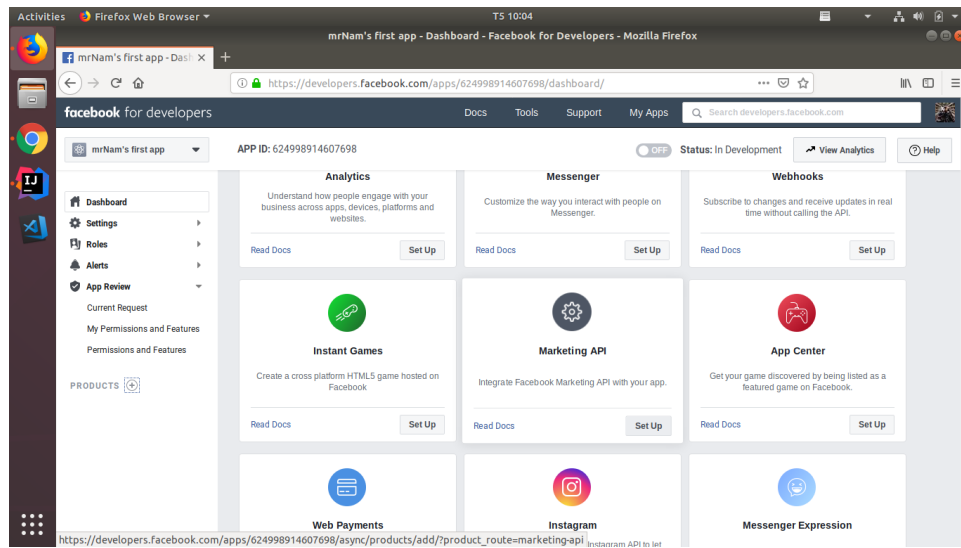 Activities Firefox Web Browser T5 10:04
mrNam's first app - Dashboard - Facebook for Developers - Mozilla Firefox
mrNam's first app - Dash
https://developers.facebook.com/apps/624998914607698/dashboard/
facebook for developers Docs Tools Support My Apps Search developers.facebook.com
mrNam's first app APP ID: 624998914607698 OFF Status: In Development View Analytics Help
Dashboard
Settings
Roles
Alerts
App Review
Current Request
My Permissions and Features
Permissions and Features
PRODUCTS
Analytics
Understand how people engage with your
business across apps, devices, platforms and
websites.
Read Docs Set Up
Messenger
Customize the way you interact with people on
Messenger.
Read Docs Set Up
Webhooks
Subscribe to changes and receive updates in real
time without calling the API.
Read Docs Set Up
Instant Games
Create a cross platform HTML5 game hosted on
Facebook
Read Docs Set Up
Marketing API
Integrate Facebook Marketing API with your app.
Read Docs Set Up
App Center
Get your game discovered by being listed as a
featured game on Facebook.
Read Docs Set Up
Web Payments
Instagram
Instagram API to let
Messenger Expression
https://developers.facebook.com/apps/624998914607698/async/products/add/?product_route=marketing-api